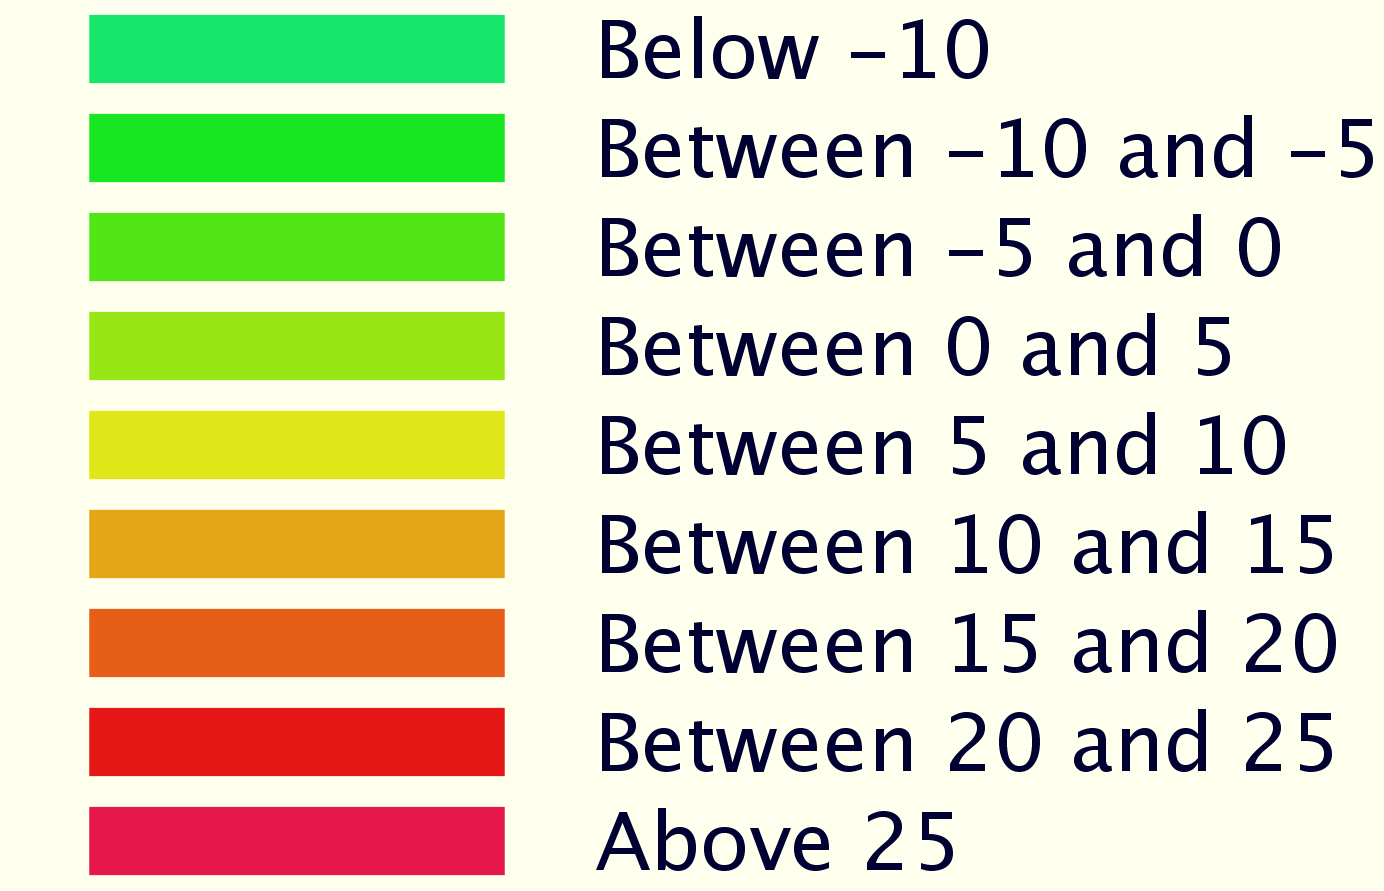 Below -10
Between -10 and -5
Between -5 and 0
Between 0 and 5
Between 5 and 10
Between 10 and 15
Between 15 and 20
Between 20 and 25
Above 25